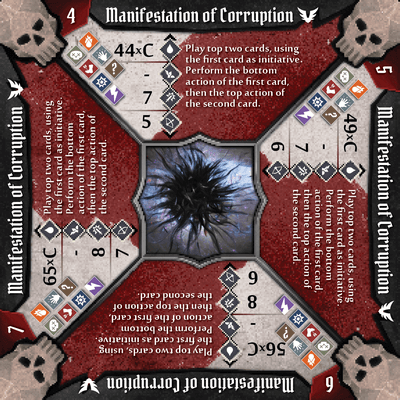 4
Manifestation of Corruption
44xC
-
7
5
Play top two cards, using
the first card as initiative.
Perform the bottom
action of the first card,
then the top action of
the second card.
5
Manifestation of Corruption
49xC
-
7
6
Play top two cards, using
the first card as initiative.
Perform the bottom
action of the first card,
then the top action of
the second card.
6
Manifestation of Corruption
56xC
-
8
6
Play top two cards, using
the first card as initiative.
Perform the bottom
action of the first card,
then the top action of
the second card.
7
Manifestation of Corruption
65xC
-
8
7
Play top two cards, using
the first card as initiative.
Perform the bottom
action of the first card,
then the top action of
the second card.